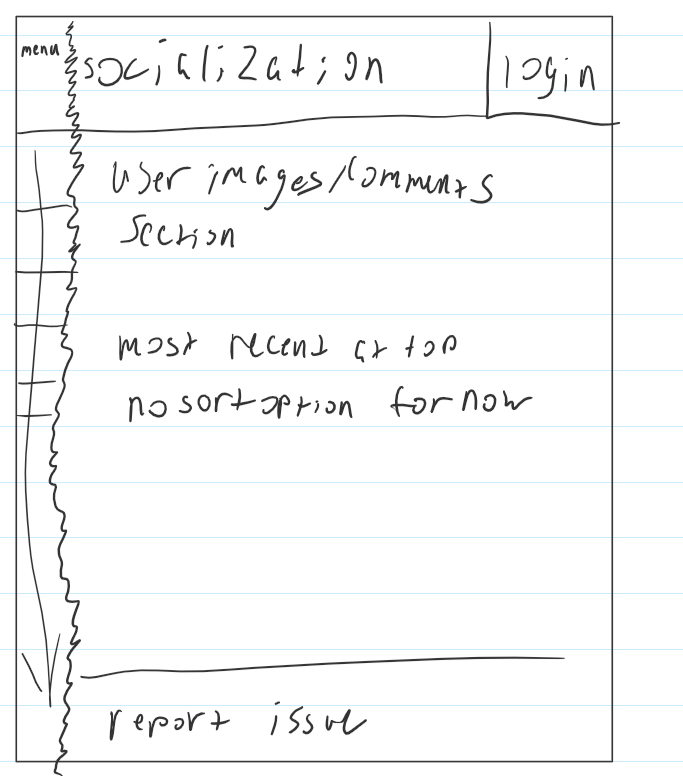 menu
socialization
login
user images/comments
section
most recent at top
no sort option for now
report issue